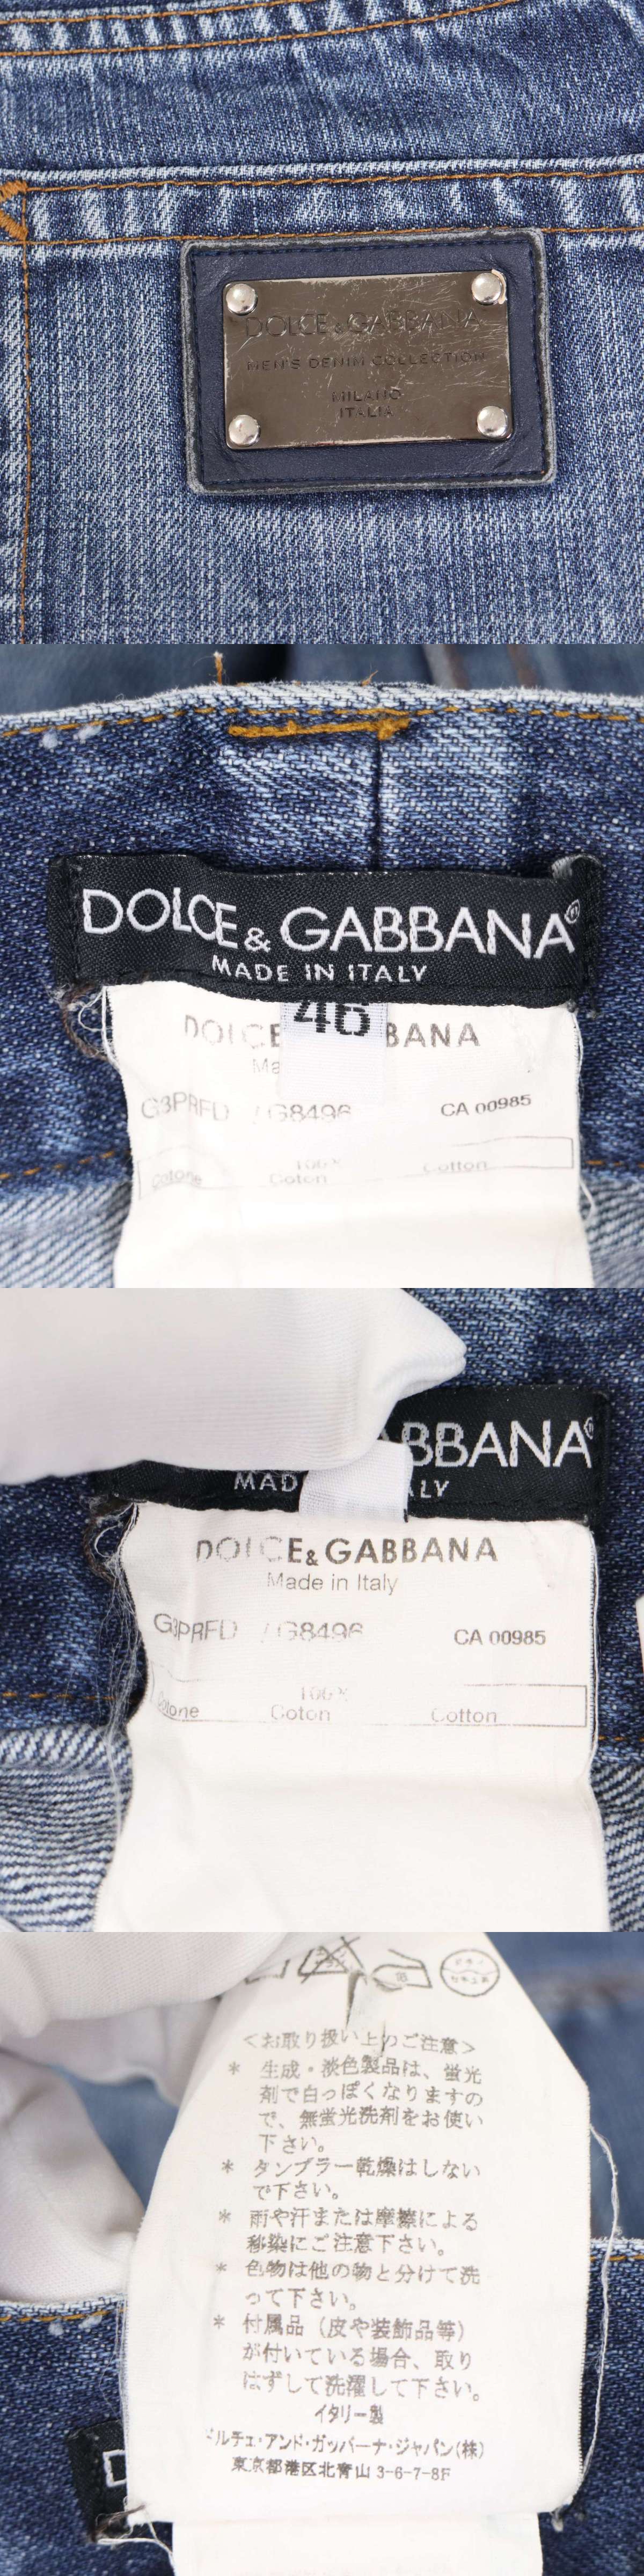 DOLCE & GABBANA
MEN'S DENIM COLLECTION
MILANO
ITALIA
DOLCE & GABBANA®
MADE IN ITALY
46
DOLCE BANA
Ma
G3PRFD / G8496 CA 00985
100%
Cotone Coton Cotton
ABBANA®
MAD ALY
DOLCE & GABBANA
Made in Italy
G3PRFD / G8496 CA 00985
100%
Cotone Coton Cotton
<お取り扱い上のご注意>
* 生成・淡色製品は、蛍光
剤で白っぽくなりますの
で、無蛍光洗剤をお使い
下さい。
* タンブラー乾燥はしない
で下さい。
* 雨や汗または摩擦による
移染にご注意下さい。
* 色物は他の物と分けて洗
って下さい。
* 付属品（皮や装飾品等）
が付いている場合、取り
はずして洗濯して下さい。
イタリー製
ドルチェ・アンド・ガッバーナ・ジャパン(株)
東京都港区北青山 3-6-7-8F
D